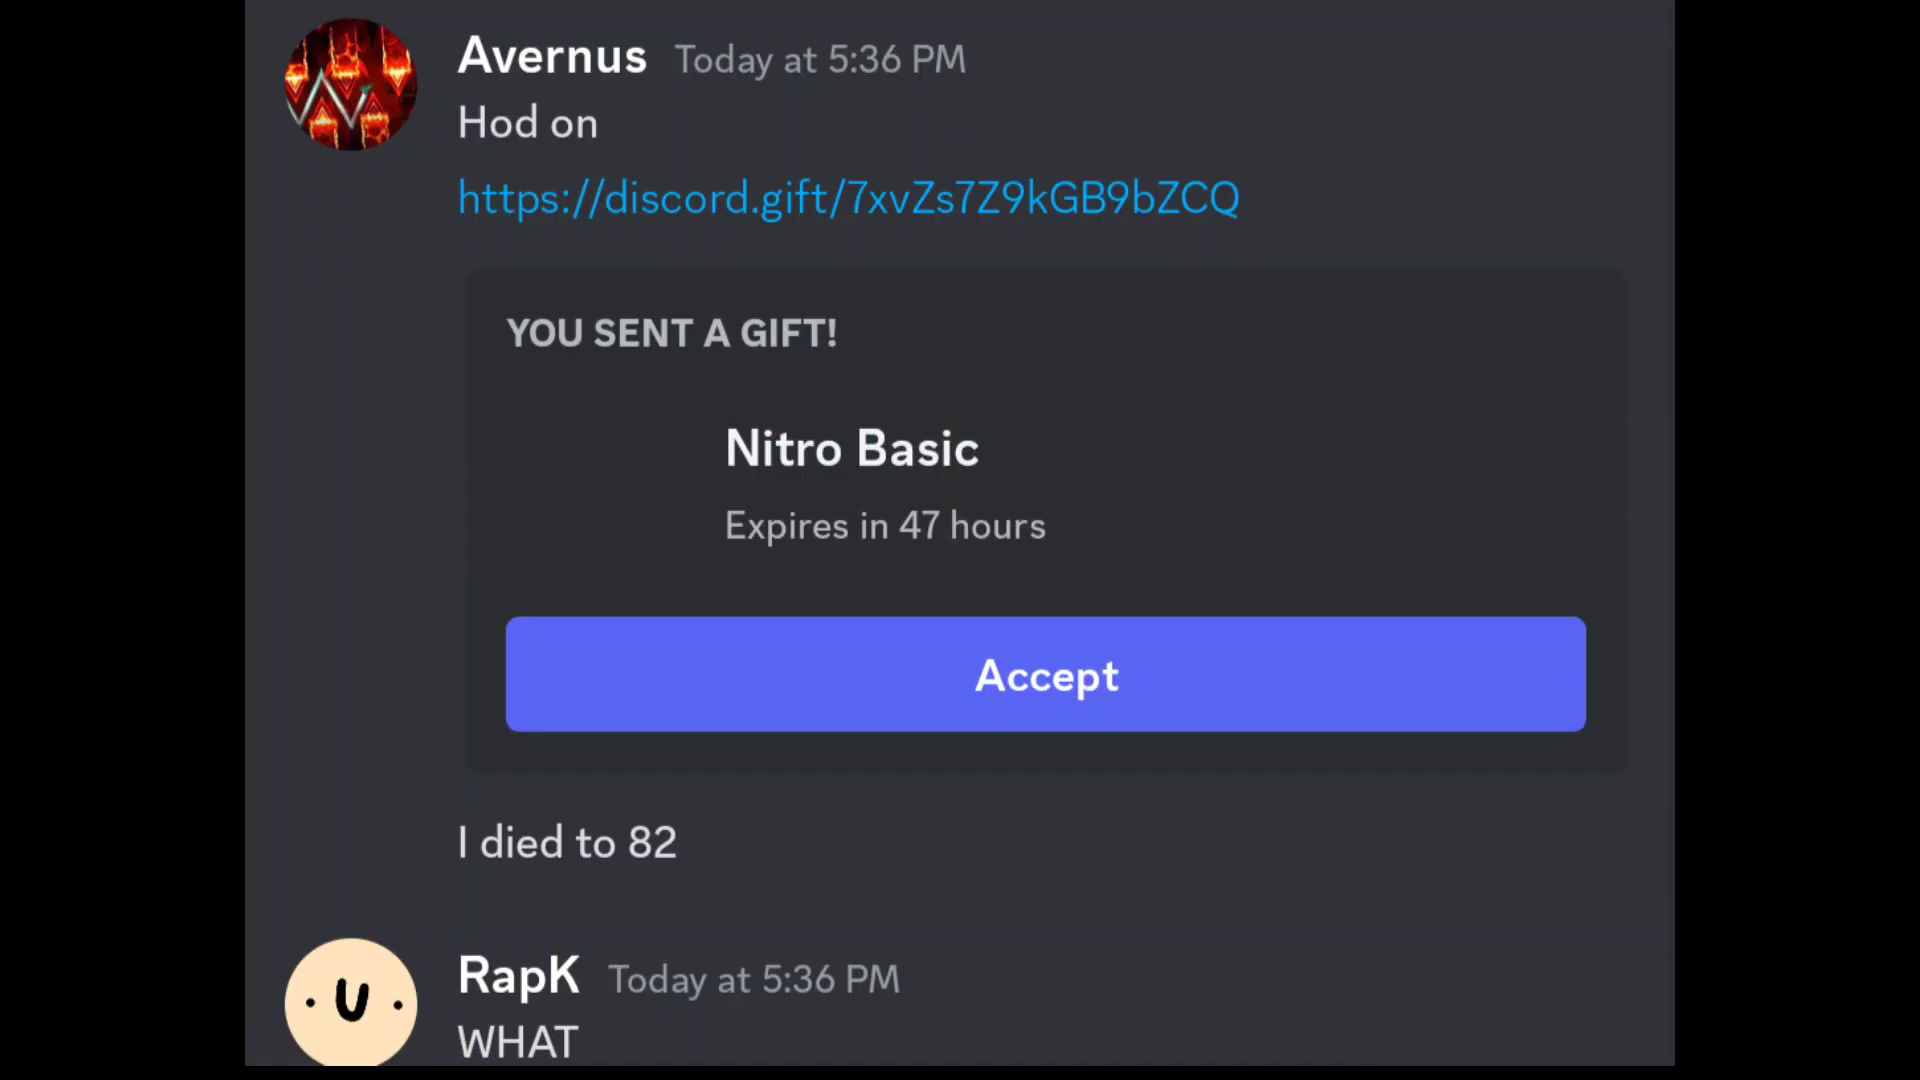 Avernus Today at 5:36 PM
Hod on
https://discord.gift/7xvZs7Z9kGB9bZCQ
YOU SENT A GIFT!
Nitro Basic
Expires in 47 hours
Accept
I died to 82
RapK Today at 5:36 PM
WHAT